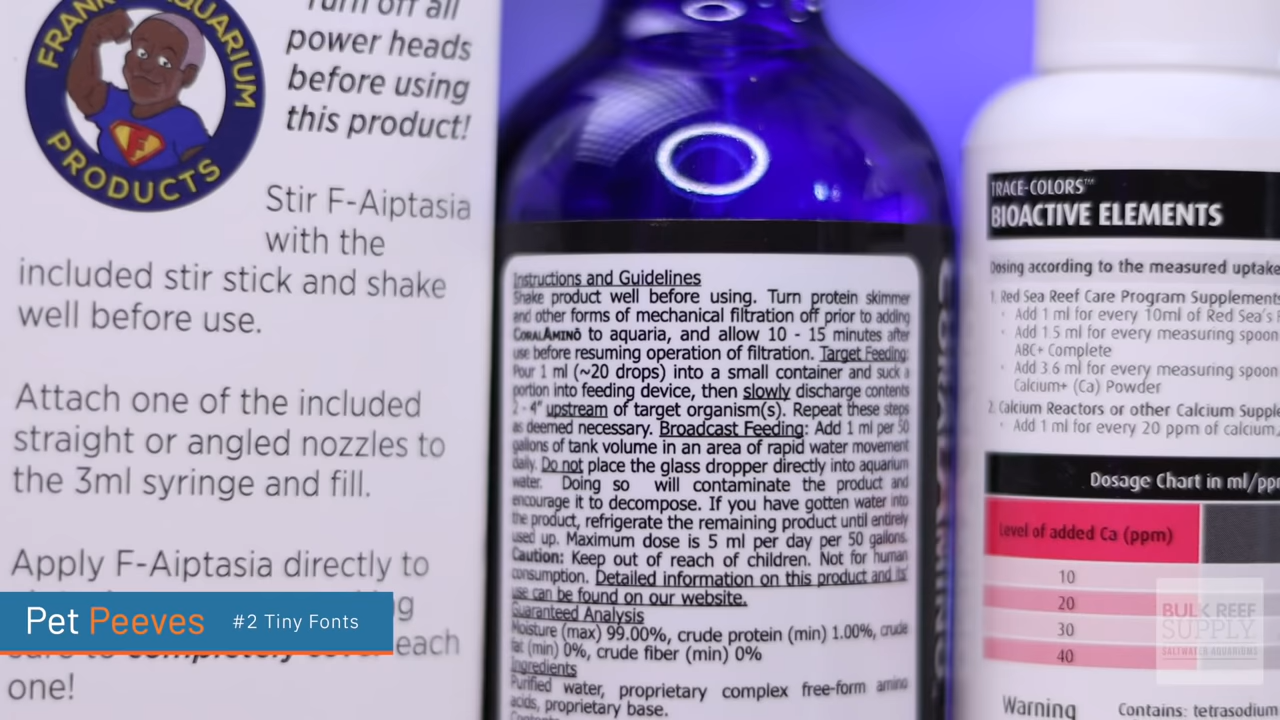 FRANK AQUARIUM
PRODUCTS
Turn off all
power heads
before using
this product!
Stir F-Aiptasia
with the
included stir stick and shake
well before use.
Attach one of the included
straight or angled nozzles to
the 3ml syringe and fill.
Apply F-Aiptasia directly to
completely
each
one!
Instructions and Guidelines
Shake product well before using. Turn protein skimmer
and other forms of mechanical filtration off prior to adding
CORALAMINŌ to aquaria, and allow 10 - 15 minutes after
use before resuming operation of filtration. Target Feeding:
Pour 1 ml (~20 drops) into a small container and suck a
portion into feeding device, then slowly discharge contents
2 - 4" upstream of target organism(s). Repeat these steps
as deemed necessary. Broadcast Feeding: Add 1 ml per 50
gallons of tank volume in an area of rapid water movement
daily. Do not place the glass dropper directly into aquarium
water. Doing so will contaminate the product and
encourage it to decompose. If you have gotten water into
the product, refrigerate the remaining product until entirely
used up. Maximum dose is 5 ml per day per 50 gallons.
Caution: Keep out of reach of children. Not for human
consumption. Detailed information on this product and its
use can be found on our website.
Guaranteed Analysis
Moisture (max) 99.00%, crude protein (min) 1.00%, crude
fat (min) 0%, crude fiber (min) 0%
Ingredients
Purified water, proprietary complex free-form amino
acids, proprietary base.
Contents
TRACE-COLORS™
BIOACTIVE ELEMENTS
Dosing according to the measured uptake
1. Red Sea Reef Care Program Supplement
• Add 1 ml for every 10ml of Red Sea's
• Add 1.5 ml for every measuring spoon
ABC+ Complete
• Add 3.6 ml for every measuring spoon
Calcium+ (Ca) Powder
2. Calcium Reactors or other Calcium
• Add 1 ml for every 20 ppm of calcium
Dosage Chart in ml/
Level of added Ca (ppm)
10
20
30
40
Warning Contains: tetrasodium
Pet Peeves #2 Tiny Fonts
BULK REEF
SUPPLY
SALTWATER AQUARIUMS